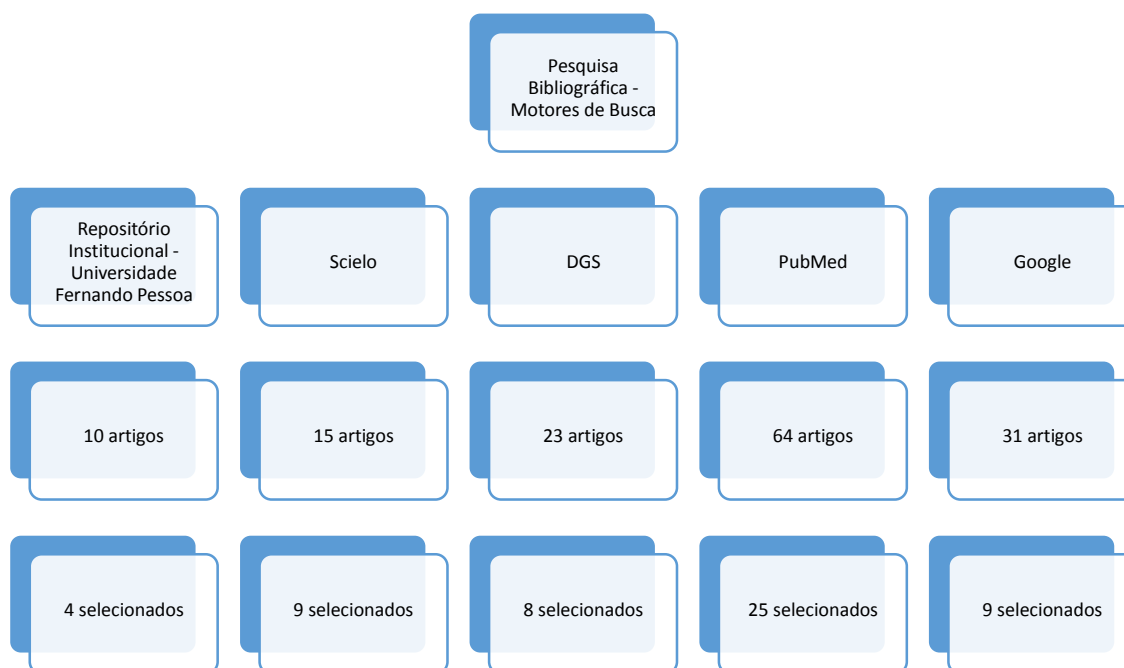 Pesquisa
Bibliográfica -
Motores de Busca
Repositório
Institucional -
Universidade
Fernando Pessoa
Scielo
DGS
PubMed
Google
10 artigos
15 artigos
23 artigos
64 artigos
31 artigos
4 selecionados
9 selecionados
8 selecionados
25 selecionados
9 selecionados